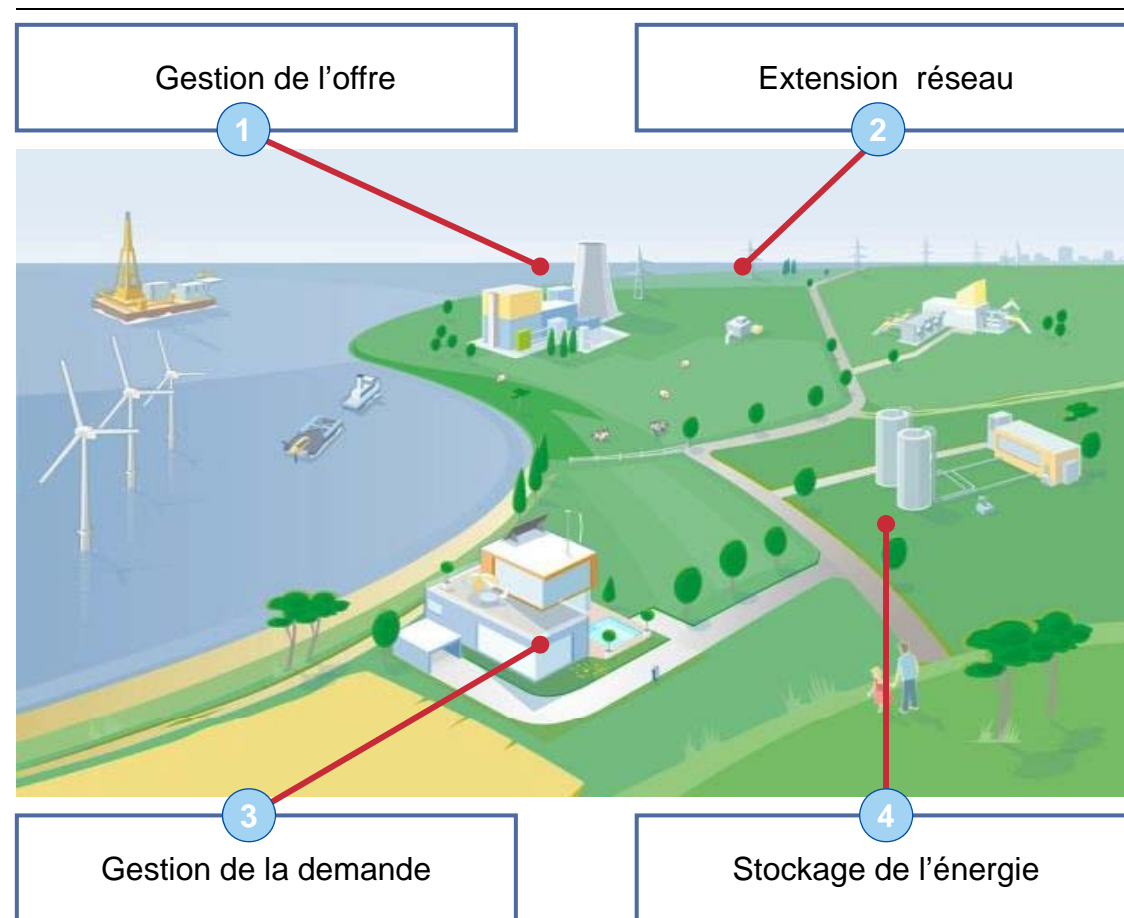 Gestion de l’offre
Extension réseau
1
2
3
4
Gestion de la demande
Stockage de l’énergie